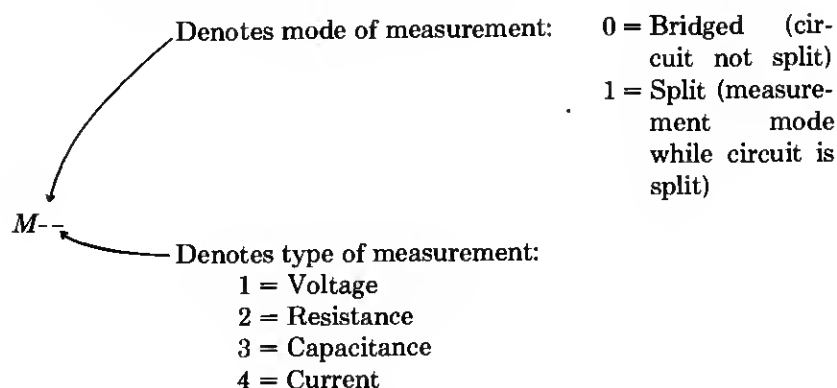 Denotes mode of measurement: 0 = Bridged (cir-
cuit not split)
1 = Split (measure-
ment mode
while circuit is
split)
M--
Denotes type of measurement:
1 = Voltage
2 = Resistance
3 = Capacitance
4 = Current